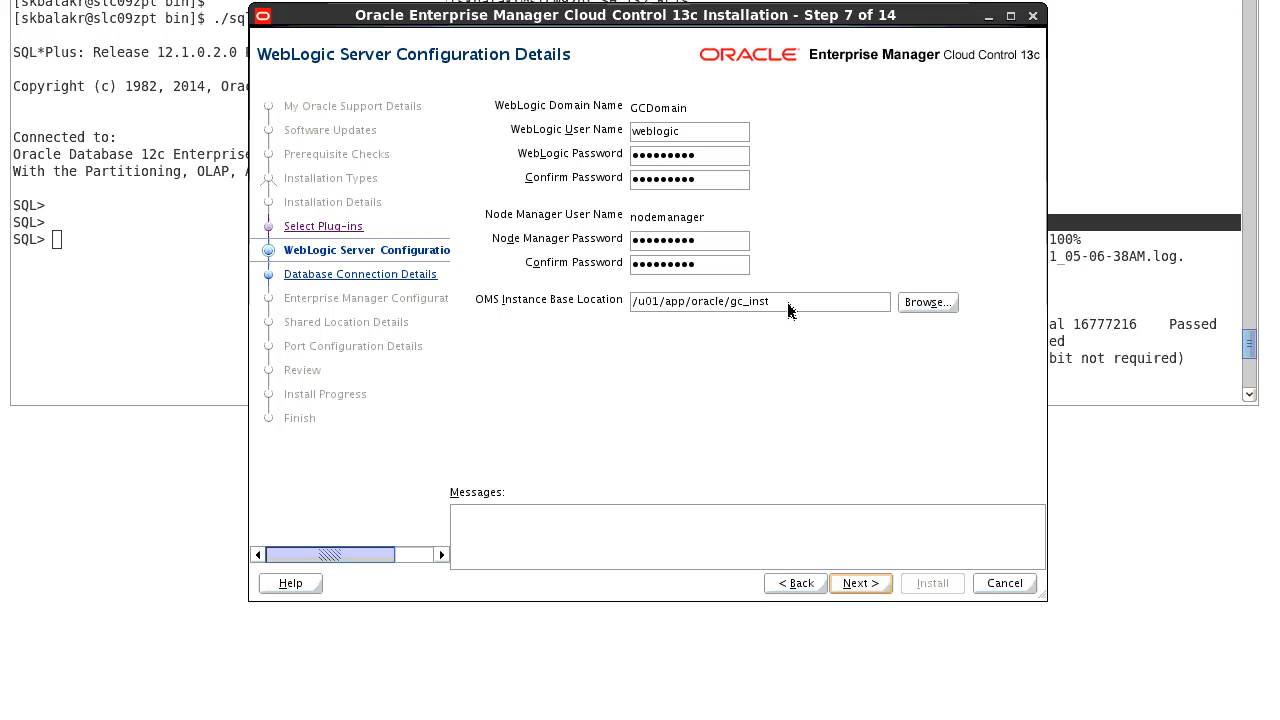 [skbalakr@slc09zpt bin]$
[skbalakr@slc09zpt bin]$ ./sq
SQL*Plus: Release 12.1.0.2.0
Copyright (c) 1982, 2014, Ora
Connected to:
Oracle Database 12c Enterprise
With the Partitioning, OLAP,
SQL>
SQL>
SQL>
Oracle Enterprise Manager Cloud Control 13c Installation - Step 7 of 14
WebLogic Server Configuration Details
ORACLE Enterprise Manager Cloud Control 13c
My Oracle Support Details
Software Updates
Prerequisite Checks
Installation Types
Installation Details
Select Plug-ins
WebLogic Server Configuratio
Database Connection Details
Enterprise Manager Configurat
Shared Location Details
Port Configuration Details
Review
Install Progress
Finish
WebLogic Domain Name GCDomain
WebLogic User Name weblogic
WebLogic Password •••••••••
Confirm Password •••••••••
Node Manager User Name nodemanager
Node Manager Password •••••••••
Confirm Password •••••••••
OMS Instance Base Location /u01/app/oracle/gc_inst Browse...
Messages:
Help < Back Next > Install Cancel
100%
1_05-06-38AM.log.
al 16777216 Passed
ed
bit not required)